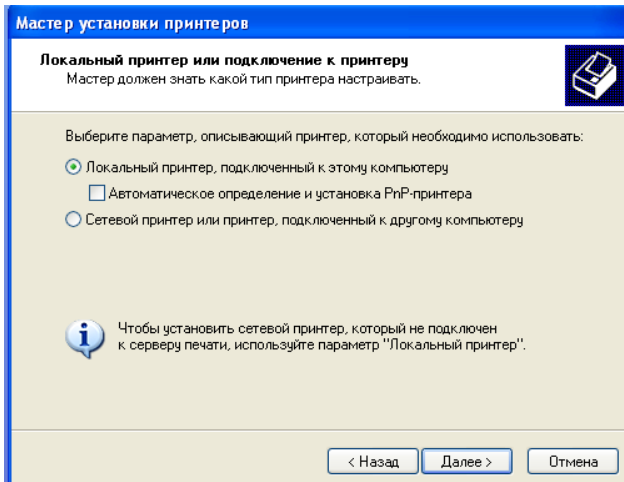 Мастер установки принтеров
Локальный принтер или подключение к принтеру
Мастер должен знать какой тип принтера настраивать.
Выберите параметр, описывающий принтер, который необходимо использовать:
Локальный принтер, подключенный к этому компьютеру
Автоматическое определение и установка PnP-принтера
Сетевой принтер или принтер, подключенный к другому компьютеру
Чтобы установить сетевой принтер, который не подключен
к серверу печати, используйте параметр "Локальный принтер".
< Назад Далее > Отмена